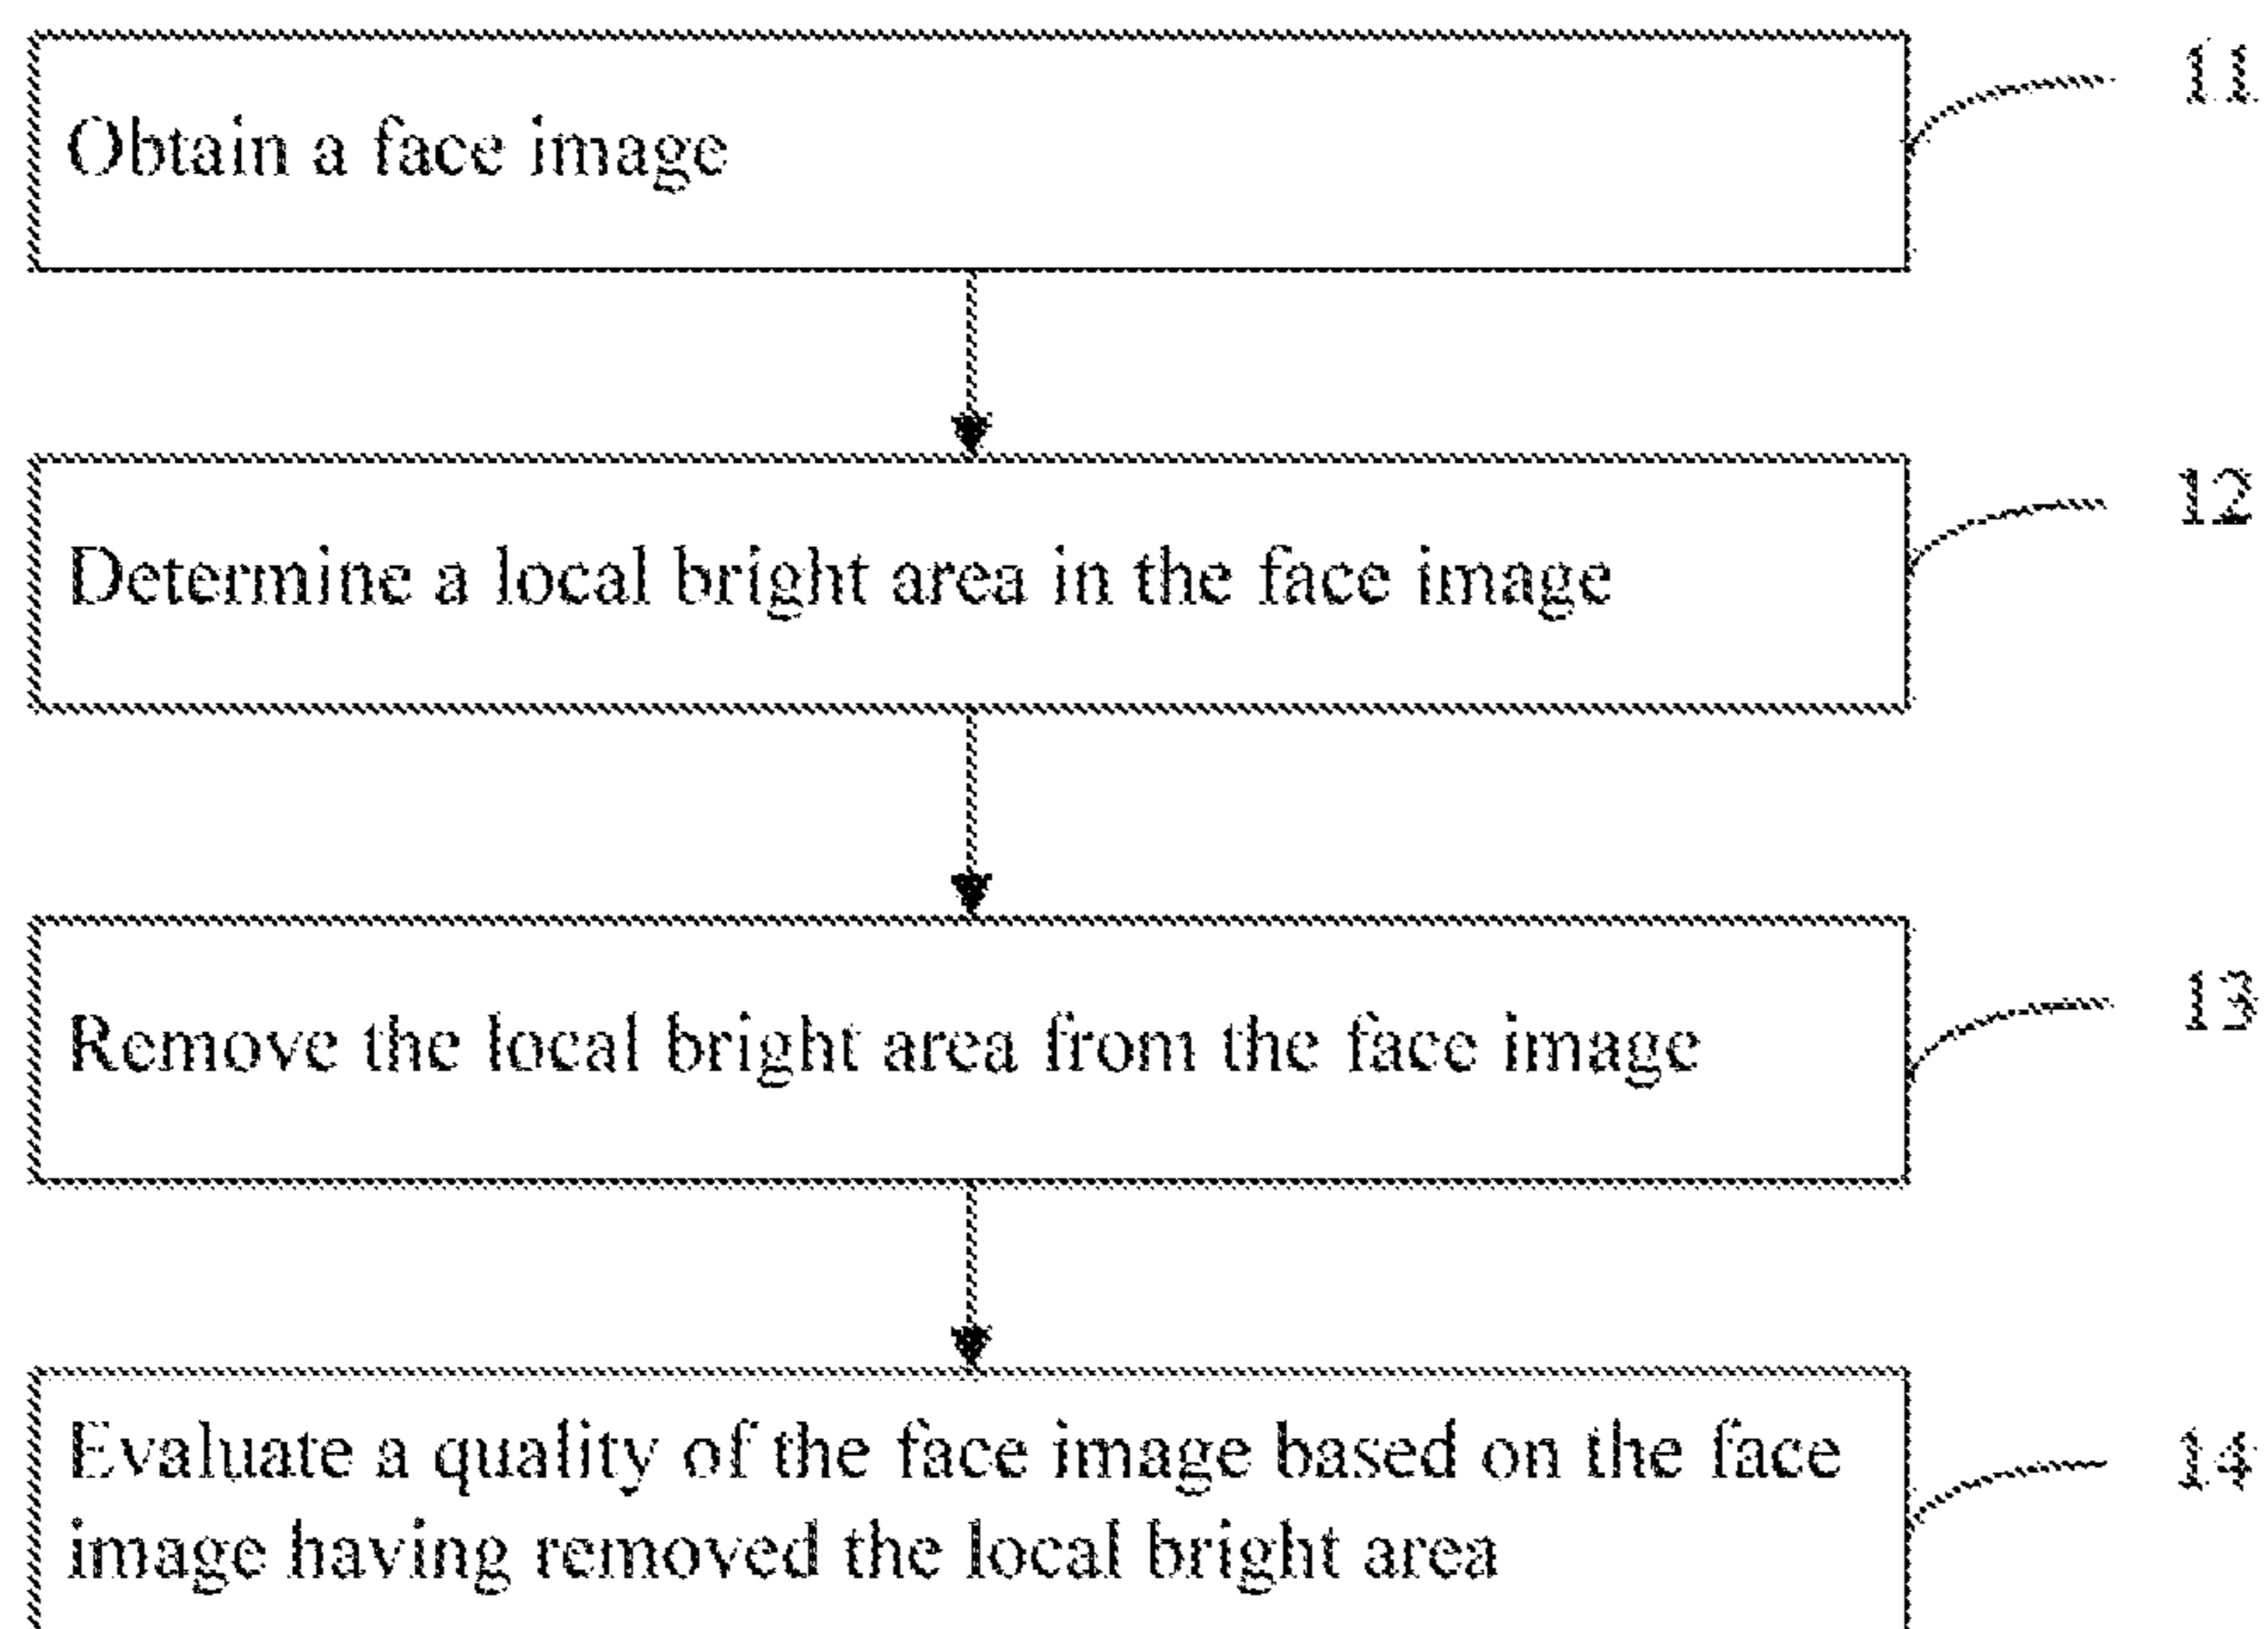 Obtain a face image
11
Determine a local bright area in the face image
12
Remove the local bright area from the face image
13
Evaluate a quality of the face image based on the face
image having removed the local bright area
14